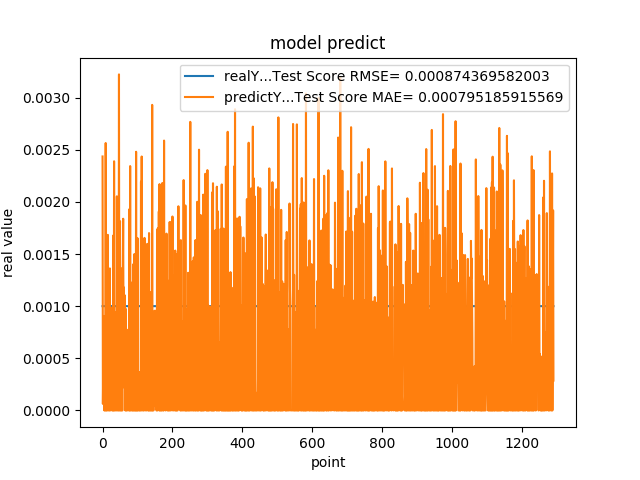 model predict
realY...Test Score RMSE= 0.000874369582003
predictY...Test Score MAE= 0.000795185915569
0.0030
0.0025
0.0020
0.0015
0.0010
0.0005
0.0000
real value
0 200 400 600 800 1000 1200
point